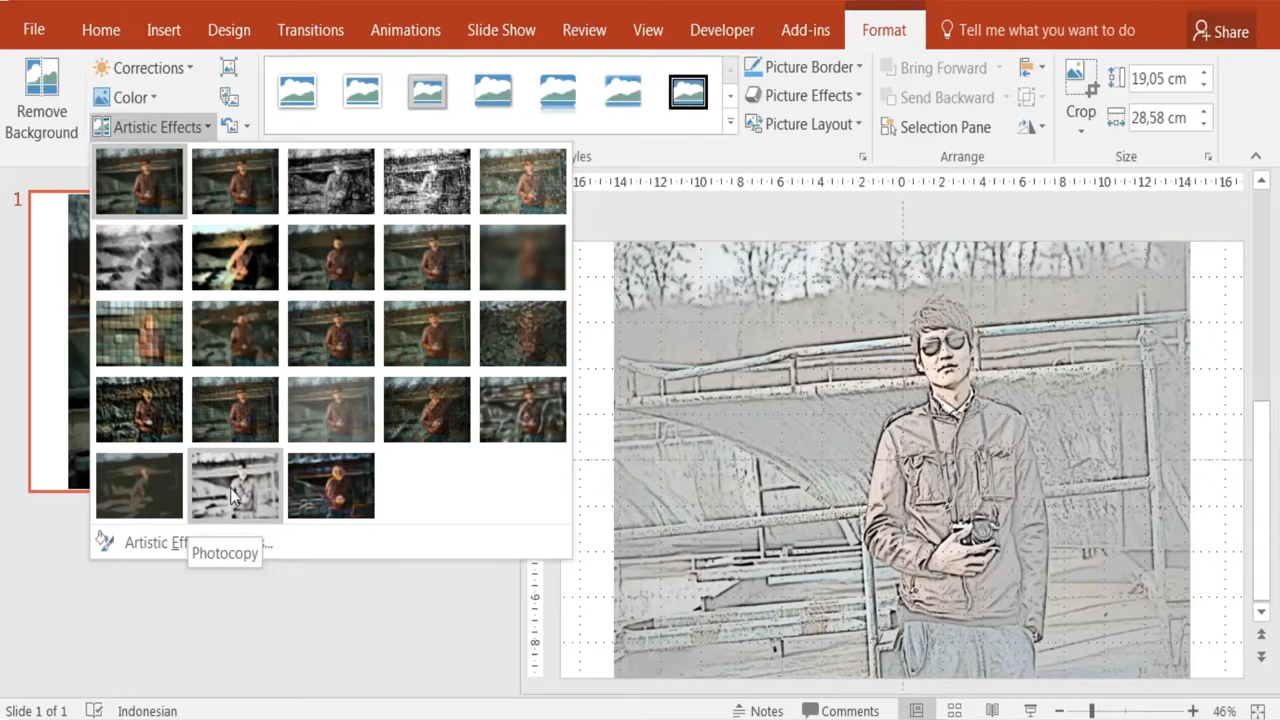 File Home Insert Design Transitions Animations Slide Show Review View Developer Add-ins Format Tell me what you want to do Share
Remove Background
Corrections
Color
Artistic Effects
Picture Border
Picture Effects
Picture Layout
Bring Forward
Send Backward
Selection Pane
Crop
19,05 cm
28,58 cm
yles Arrange Size
1
16 14 12 10 8 6 4 2 0 2 4 6 8 10 12 14 16
Artistic Eff ...
Photocopy
6
8
Slide 1 of 1 Indonesian Notes Comments 46%